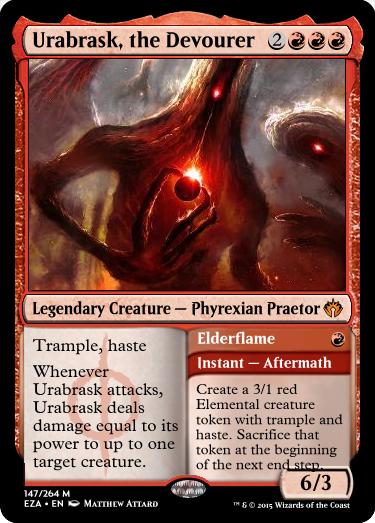 Urabrask, the Devourer 2
Legendary Creature — Phyrexian Praetor
Trample, haste
Whenever
Urabrask attacks,
Urabrask deals
damage equal to its
power to up to one
target creature.
Elderflame
Instant — Aftermath
Create a 3/1 red
Elemental creature
token with trample and
haste. Sacrifice that
token at the beginning
of the next end step.
6/3
147/264 M
EZA • EN Matthew Attard
™ & © 2015 Wizards of the Coast